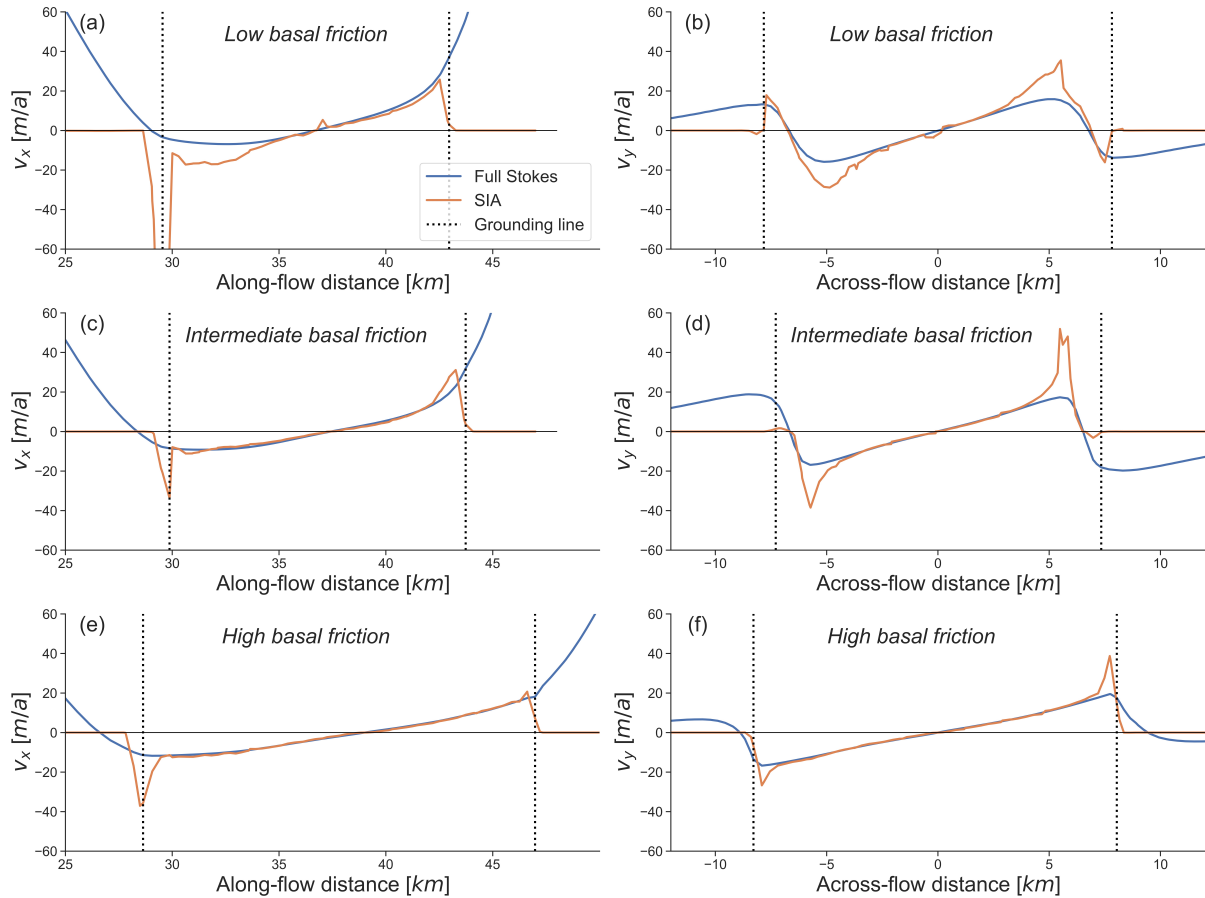 (a)
Low basal friction
60
40
20
0
−20
−40
−60
v_x [m/a]
25 30 35 40 45
Along-flow distance [km]
Full Stokes
SIA
Grounding line
(b)
Low basal friction
60
40
20
0
−20
−40
−60
v_y [m/a]
−10 −5 0 5 10
Across-flow distance [km]
(c)
Intermediate basal friction
60
40
20
0
−20
−40
−60
v_x [m/a]
25 30 35 40 45
Along-flow distance [km]
(d)
Intermediate basal friction
60
40
20
0
−20
−40
−60
v_y [m/a]
−10 −5 0 5 10
Across-flow distance [km]
(e)
High basal friction
60
40
20
0
−20
−40
−60
v_x [m/a]
25 30 35 40 45
Along-flow distance [km]
(f)
High basal friction
60
40
20
0
−20
−40
−60
v_y [m/a]
−10 −5 0 5 10
Across-flow distance [km]